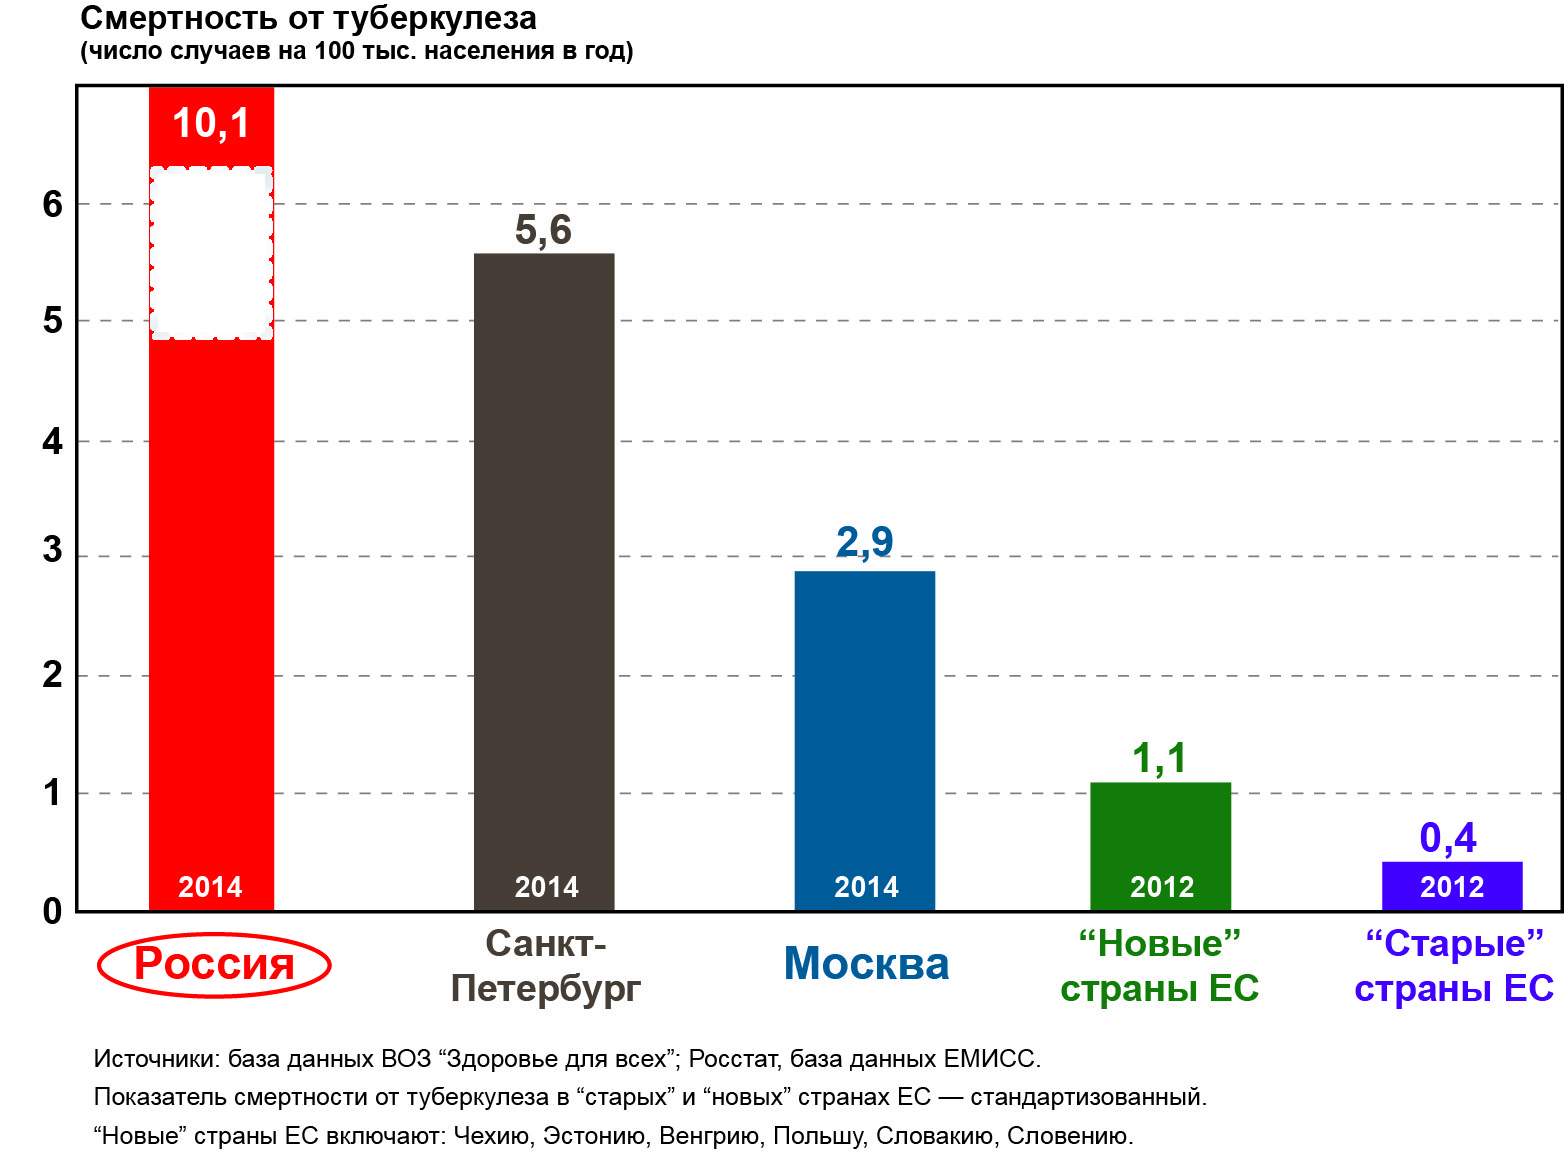 Смертность от туберкулеза
(число случаев на 100 тыс. населения в год)
10,1
6
5,6
5
4
3
2,9
2
1,1
1
0,4
0
2014
2014
2014
2012
2012
Россия
Санкт-
Петербург
Москва
“Новые”
страны ЕС
“Старые”
страны ЕС
Источники: база данных ВОЗ “Здоровье для всех”; Росстат, база данных ЕМИСС.
Показатель смертности от туберкулеза в “старых” и “новых” странах ЕС — стандартизованный.
“Новые” страны ЕС включают: Чехию, Эстонию, Венгрию, Польшу, Словакию, Словению.